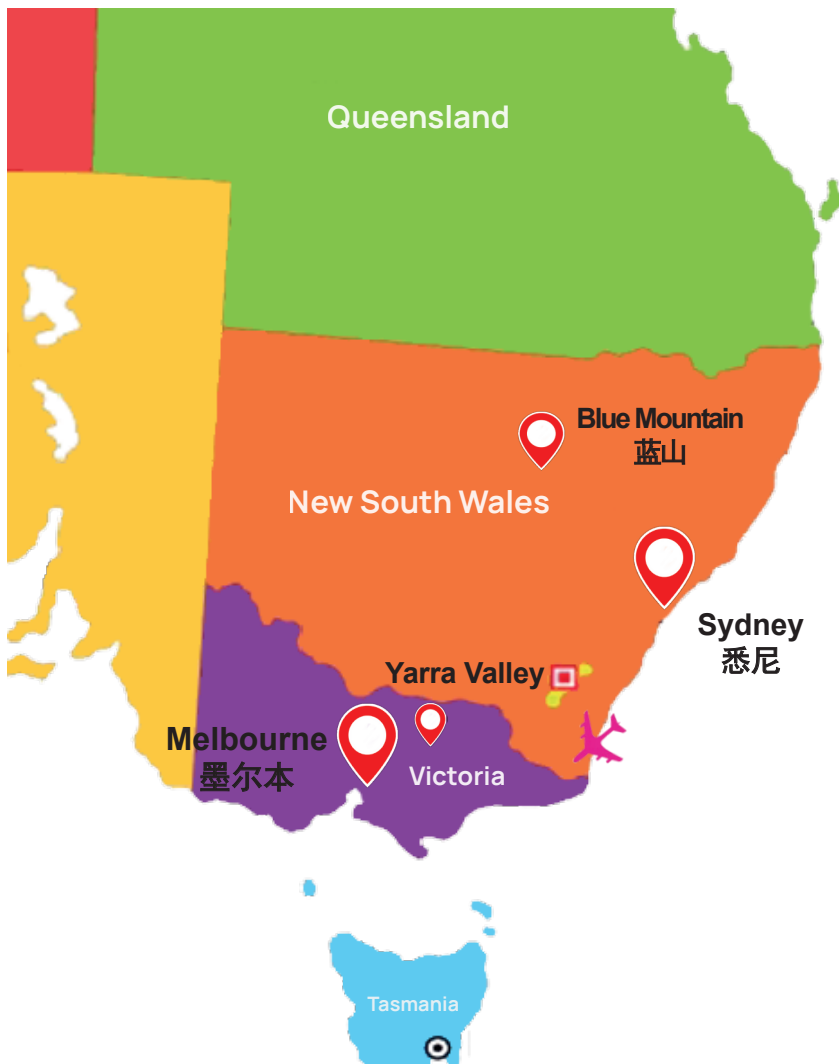 Queensland
Blue Mountain
蓝山
New South Wales
Sydney
悉尼
Yarra Valley
Melbourne
墨尔本
Victoria
Tasmania